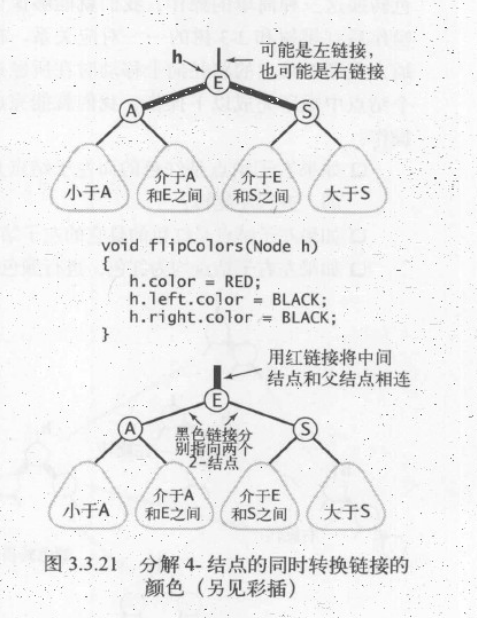 h
可能是左链接，
也可能是右链接
E
A
S
小于A
介于A
和E之间
介于E
和S之间
大于S
void flipColors(Node h)
{
h.color = RED;
h.left.color = BLACK;
h.right.color = BLACK;
}
用红链接将中间
结点和父结点相连
E
A
S
黑色链接分
别指向两个
2-结点
小于A
介于A
和E之间
介于E
和S之间
大于S
图 3.3.21 分解 4- 结点的同时转换链接的
颜色（另见彩插）